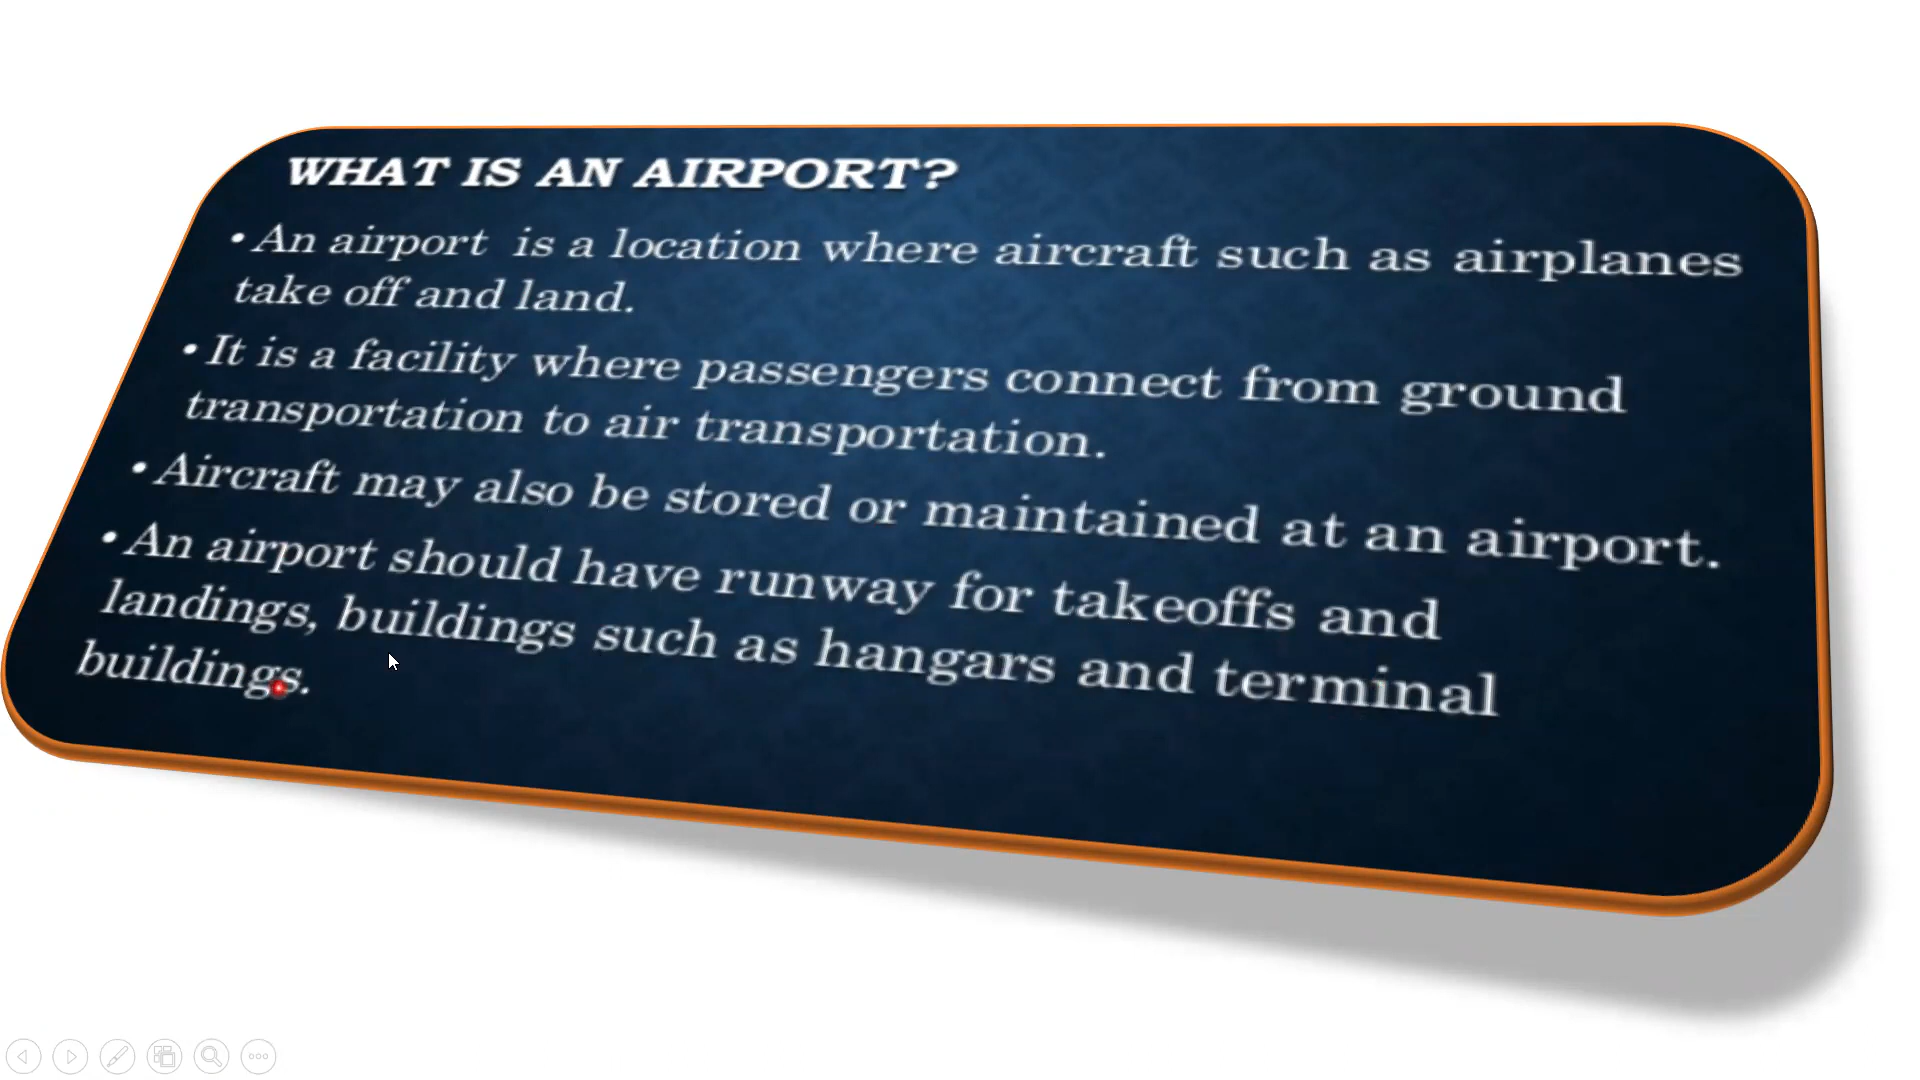 WHAT IS AN AIRPORT?
• An airport is a location where aircraft such as airplanes
take off and land.
• It is a facility where passengers connect from ground
transportation to air transportation.
• Aircraft may also be stored or maintained at an airport.
• An airport should have runway for takeoffs and
landings, buildings such as hangars and terminal
buildings.